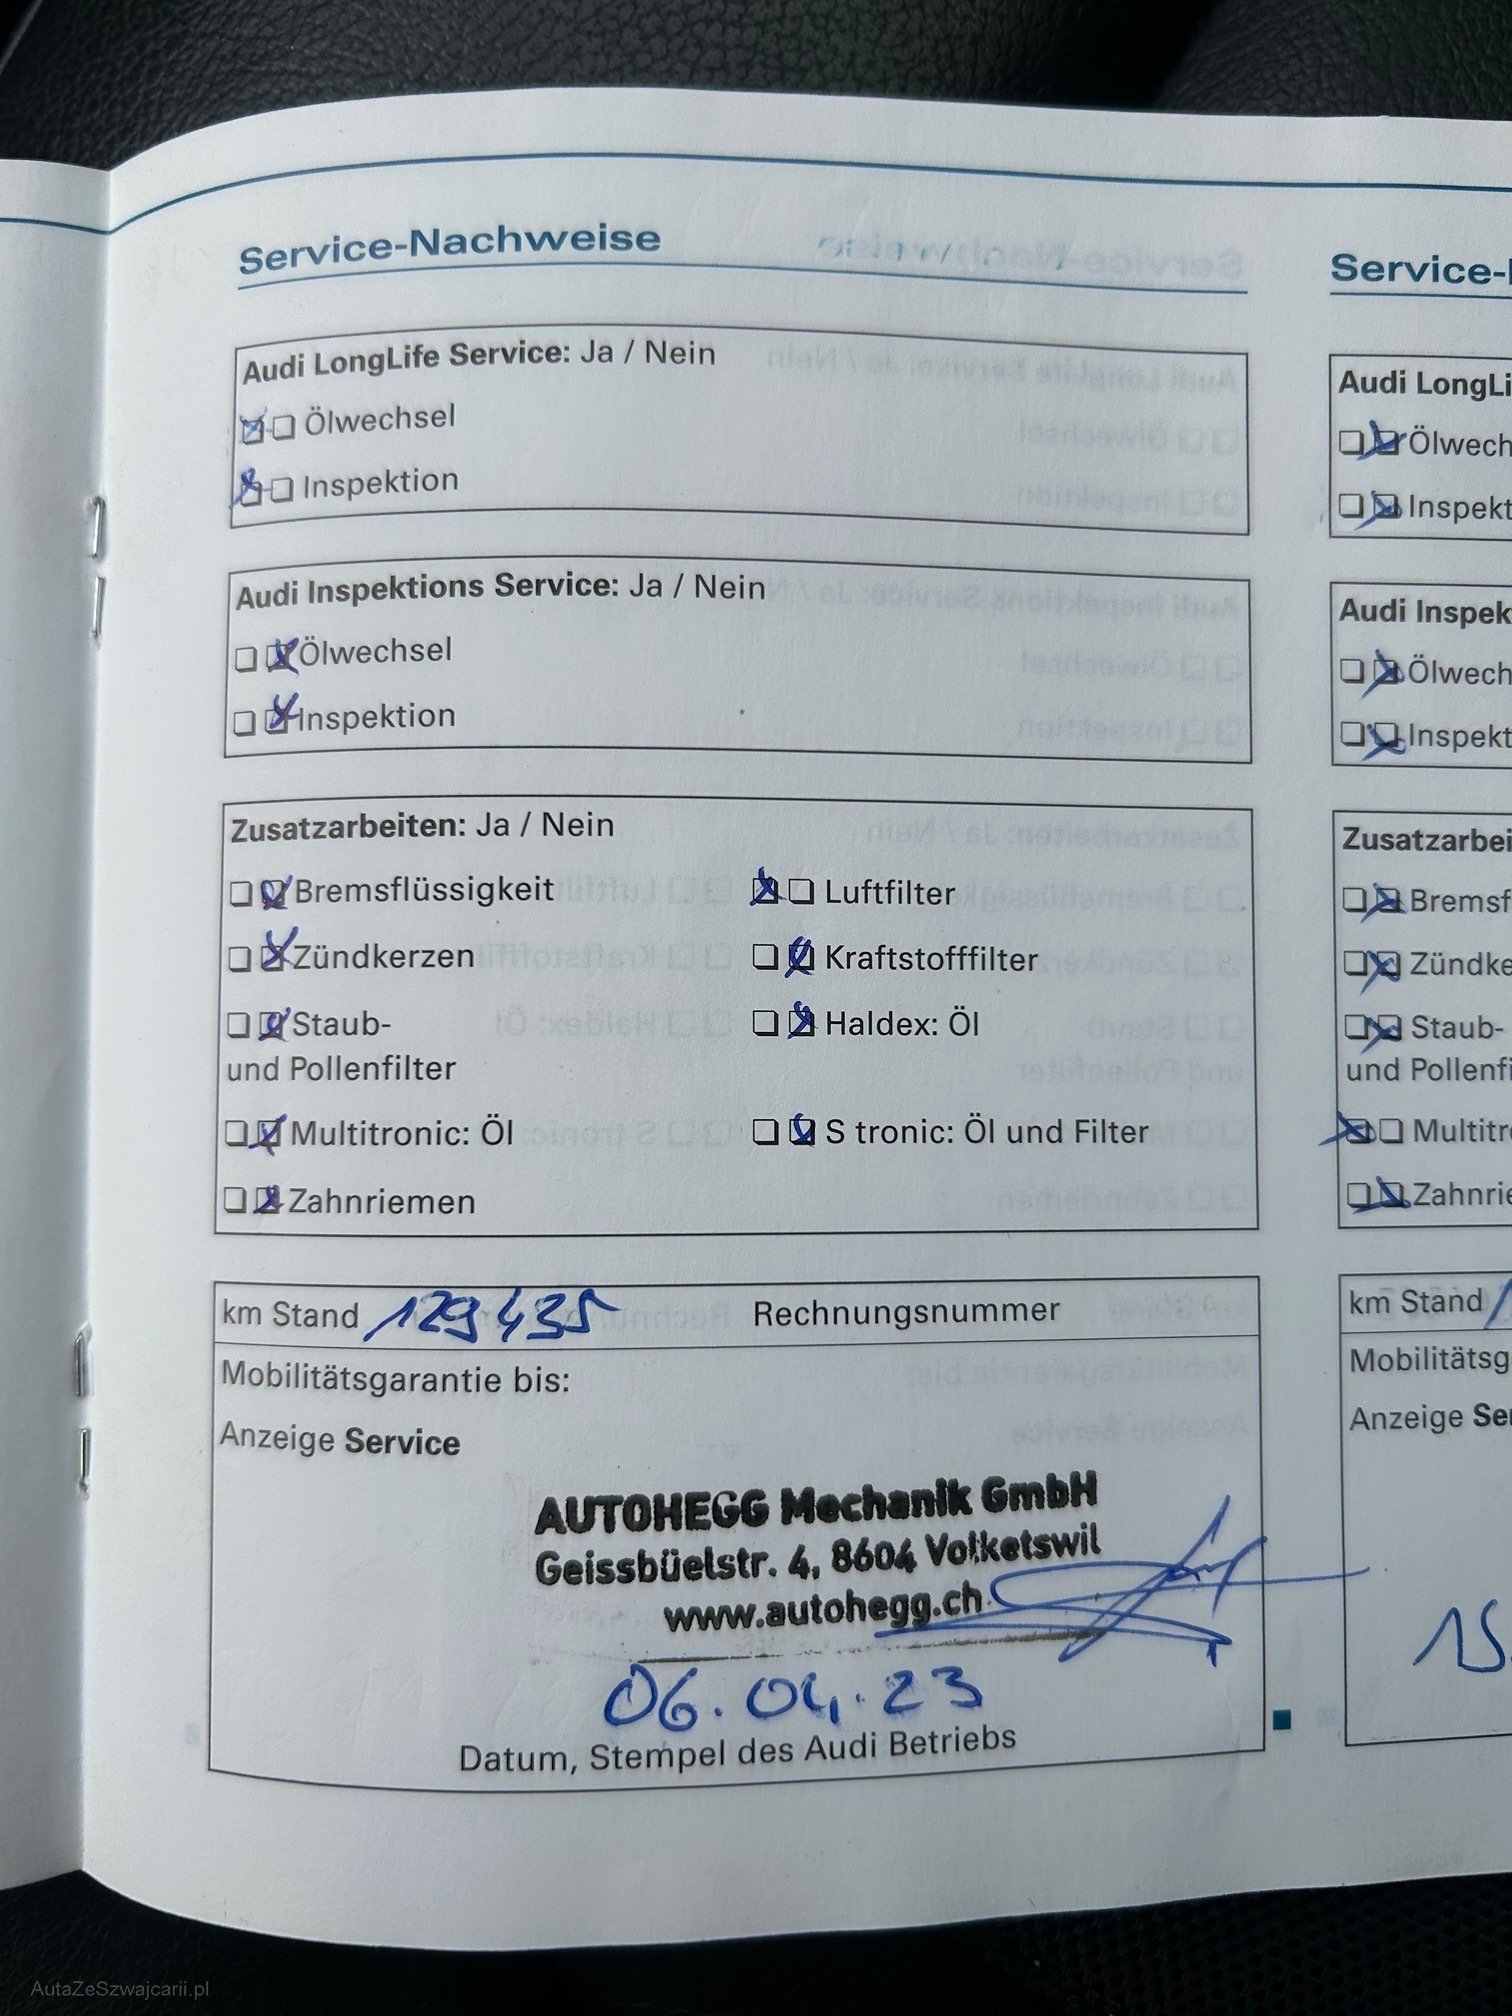 Service-Nachweise
Audi LongLife Service: Ja / Nein
Ölwechsel
Inspektion
Audi Inspektions Service: Ja / Nein
Ölwechsel
Inspektion
Zusatzarbeiten: Ja / Nein
Bremsflüssigkeit
Zündkerzen
Staub-
und Pollenfilter
Multitronic: Öl
Zahnriemen
Luftfilter
Kraftstofffilter
Haldex: Öl
S tronic: Öl und Filter
km Stand 129435 Rechnungsnummer
Mobilitätsgarantie bis:
Anzeige Service
AUTOHEGG Mechanik GmbH
Geissbüelstr. 4, 8604 Volketswil
www.autohegg.ch
06.04.23
Datum, Stempel des Audi Betriebs
Service-
Audi LongLi
Ölwech
Inspekt
Audi Inspek
Ölwech
Inspekt
Zusatzarbei
Bremsf
Zündke
Staub-
und Pollenfi
Multitr
Zahnrie
km Stand
Mobilitätsg
Anzeige Se
15
AutaZeSzwajcarii.pl